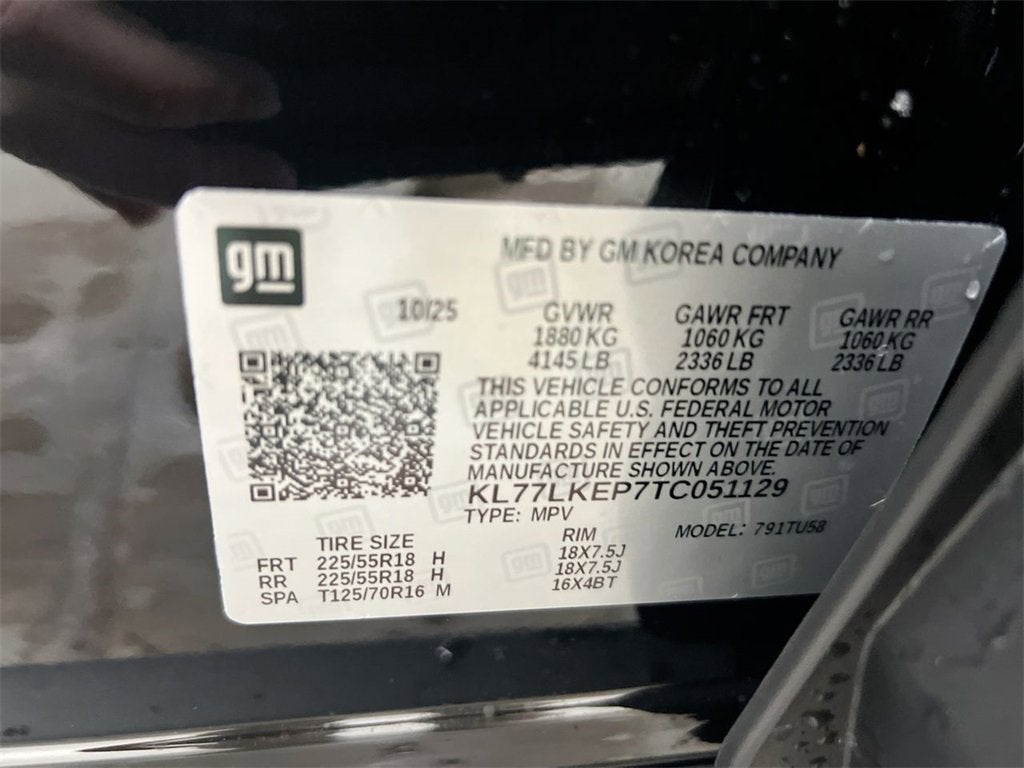 gm
MFD BY GM KOREA COMPANY
10/25 GVWR GAWR FRT GAWR RR
1880 KG 1060 KG 1060 KG
4145 LB 2336 LB 2336 LB
THIS VEHICLE CONFORMS TO ALL
APPLICABLE U.S. FEDERAL MOTOR
VEHICLE SAFETY AND THEFT PREVENTION
STANDARDS IN EFFECT ON THE DATE OF
MANUFACTURE SHOWN ABOVE.
KL77LKEP7TC051129
TYPE: MPV MODEL: 791TU58
TIRE SIZE RIM
FRT 225/55R18 H 18X7.5J
RR 225/55R18 H 18X7.5J
SPA T125/70R16 M 16X4BT